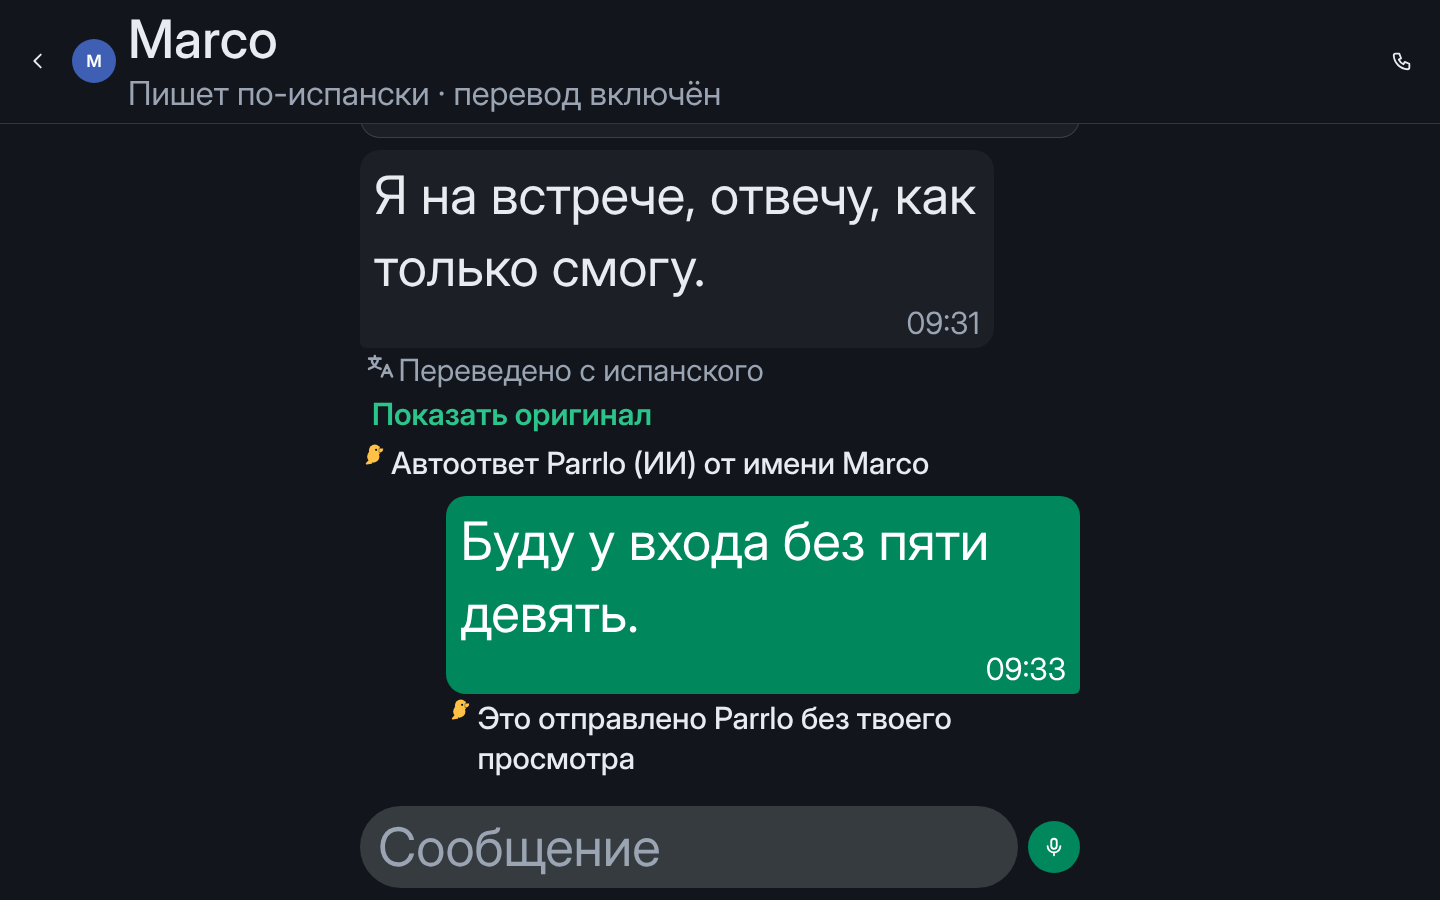 M
Marco
Пишет по-испански · перевод включён
Я на встрече, отвечу, как
только смогу.
09:31
Переведено с испанского
Показать оригинал
Автоответ Parrlo (ИИ) от имени Marco
Буду у входа без пяти
девять.
09:33
Это отправлено Parrlo без твоего
просмотра
Сообщение